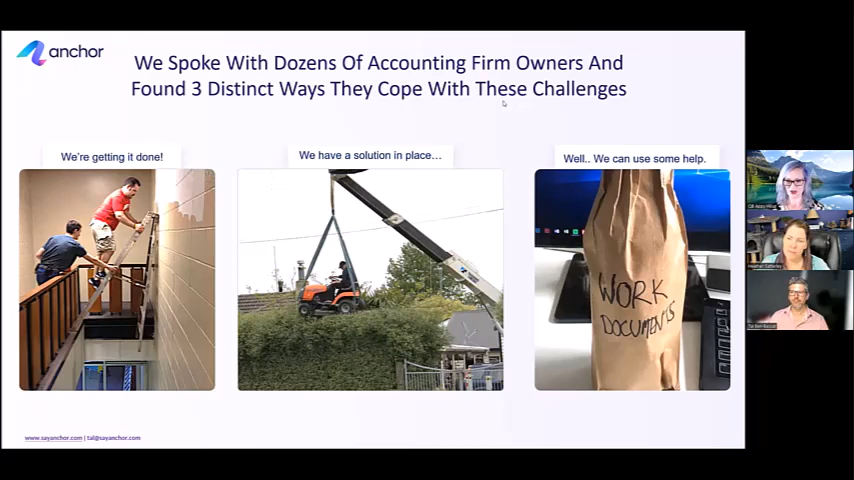 anchor
We Spoke With Dozens Of Accounting Firm Owners And
Found 3 Distinct Ways They Cope With These Challenges
We're getting it done!
We have a solution in place...
Well.. We can use some help.
WORK
DOCUMENTS
www.sayanchor.com | tal@sayanchor.com